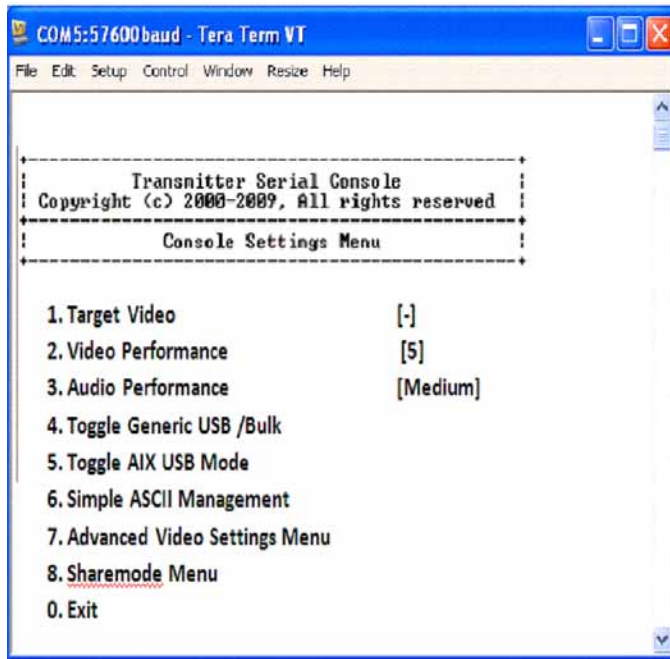 COM5:57600baud - Tera Term VT
File Edit Setup Control Window Resize Help
Transmitter Serial Console
Copyright (c) 2000-2009, All rights reserved
Console Settings Menu
1. Target Video [-]
2. Video Performance [5]
3. Audio Performance [Medium]
4. Toggle Generic USB /Bulk
5. Toggle AIX USB Mode
6. Simple ASCII Management
7. Advanced Video Settings Menu
8. Sharemode Menu
0. Exit